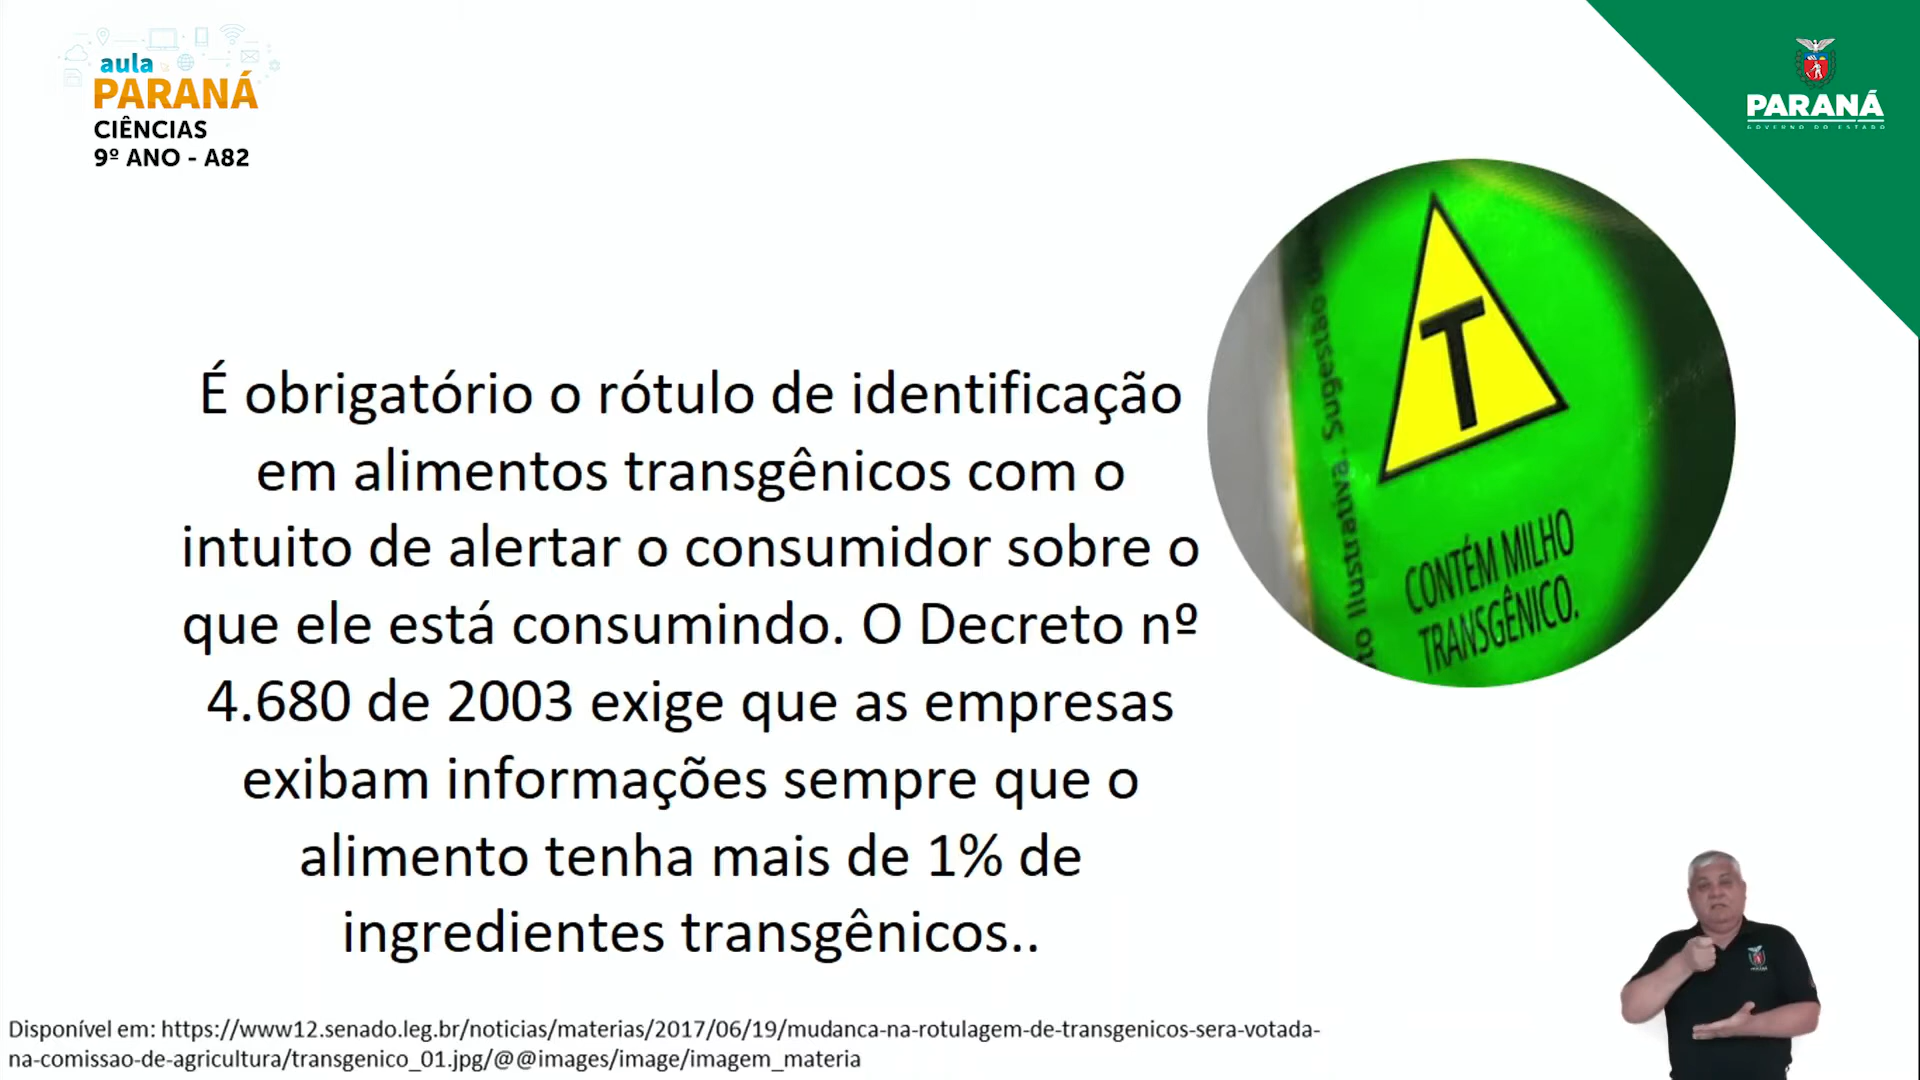 aula
PARANÁ
CIÊNCIAS
9º ANO - A82
PARANÁ
GOVERNO DO ESTADO
É obrigatório o rótulo de identificação
em alimentos transgênicos com o
intuito de alertar o consumidor sobre o
que ele está consumindo. O Decreto nº
4.680 de 2003 exige que as empresas
exibam informações sempre que o
alimento tenha mais de 1% de
ingredientes transgênicos..
T
CONTÉM MILHO
TRANSGÊNICO.
Ilustrativa. Sugestão
Disponível em: https://www12.senado.leg.br/noticias/materias/2017/06/19/mudanca-na-rotulagem-de-transgenicos-sera-votada-
na-comissao-de-agricultura/transgenico_01.jpg/@@images/image/imagem_materia